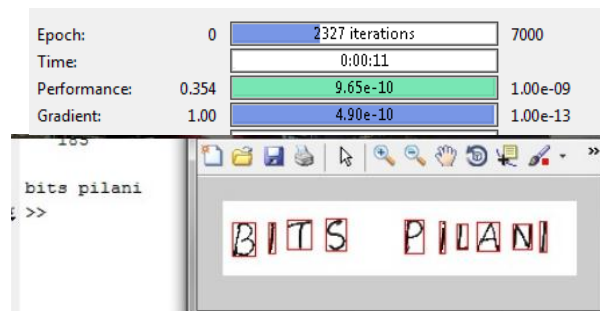 Epoch: 0 2327 iterations 7000
Time: 0:00:11
Performance: 0.354 9.65e-10 1.00e-09
Gradient: 1.00 4.90e-10 1.00e-13
185
bits pilani
>>
BITS PILANI